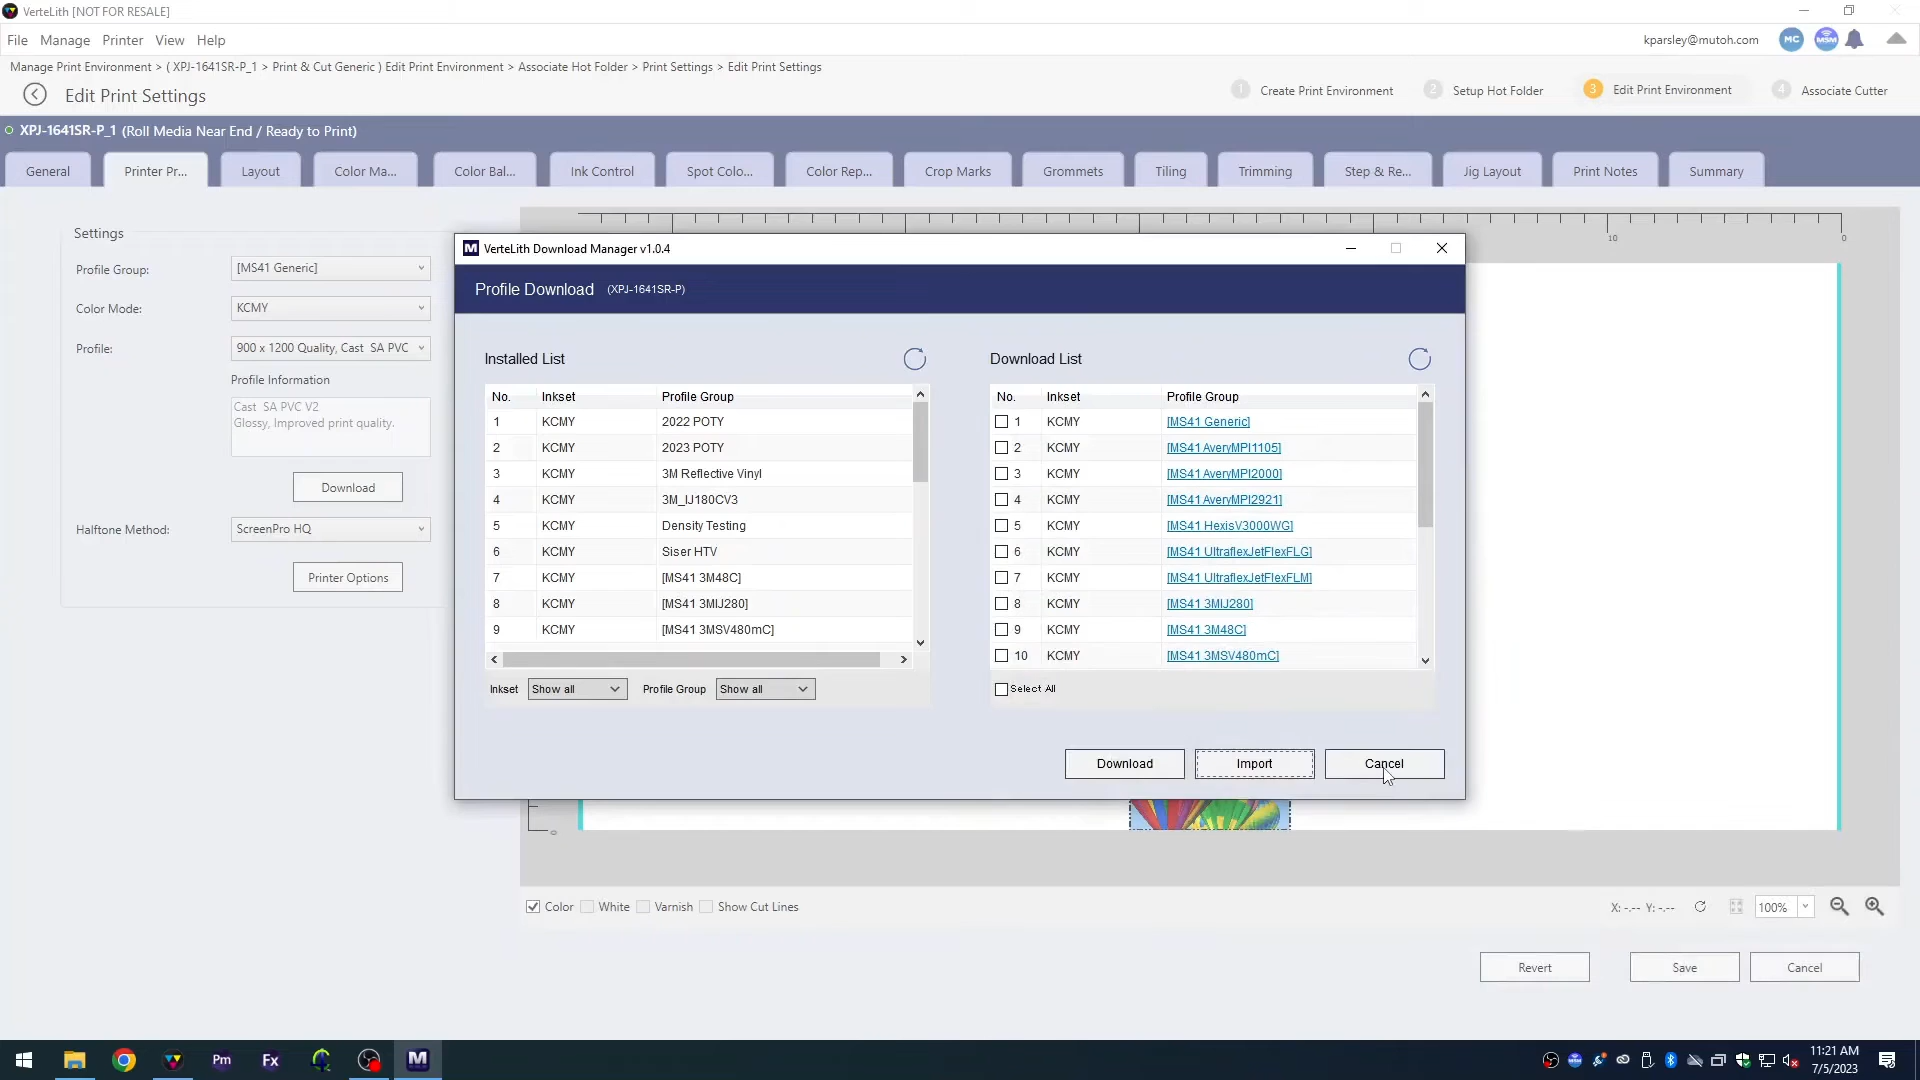 VerteLith [NOT FOR RESALE]
File Manage Printer View Help
kparsley@mutoh.com MC MSM
Manage Print Environment > ( XPJ-1641SR-P_1 > Print & Cut Generic ) Edit Print Environment > Associate Hot Folder > Print Settings > Edit Print Settings
Edit Print Settings
1 Create Print Environment 2 Setup Hot Folder 3 Edit Print Environment 4 Associate Cutter
XPJ-1641SR-P_1 (Roll Media Near End / Ready to Print)
General Printer Pr... Layout Color Ma... Color Bal... Ink Control Spot Colo... Color Rep... Crop Marks Grommets Tiling Trimming Step & Re... Jig Layout Print Notes Summary
Settings
Profile Group: [MS41 Generic]
Color Mode: KCMY
Profile: 900 x 1200 Quality, Cast SA PVC
Profile Information
Cast SA PVC V2
Glossy, Improved print quality.
Download
Halftone Method: ScreenPro HQ
Printer Options
10 0
M VerteLith Download Manager v1.0.4
Profile Download (XPJ-1641SR-P)
Installed List
No. Inkset Profile Group
1 KCMY 2022 POTY
2 KCMY 2023 POTY
3 KCMY 3M Reflective Vinyl
4 KCMY 3M_IJ180CV3
5 KCMY Density Testing
6 KCMY Siser HTV
7 KCMY [MS41 3M48C]
8 KCMY [MS41 3MIJ280]
9 KCMY [MS41 3MSV480mC]
Inkset Show all Profile Group Show all
Download List
No. Inkset Profile Group
1 KCMY [MS41 Generic]
2 KCMY [MS41 AveryMPI1105]
3 KCMY [MS41 AveryMPI2000]
4 KCMY [MS41 AveryMPI2921]
5 KCMY [MS41 HexisV3000WG]
6 KCMY [MS41 UltraflexJetFlexFLG]
7 KCMY [MS41 UltraflexJetFlexFLM]
8 KCMY [MS41 3MIJ280]
9 KCMY [MS41 3M48C]
10 KCMY [MS41 3MSV480mC]
Select All
Download Import Cancel
0
Color White Varnish Show Cut Lines
X: -.-- Y: -.-- 100%
Revert Save Cancel
Pm Fx M
11:21 AM
7/5/2023